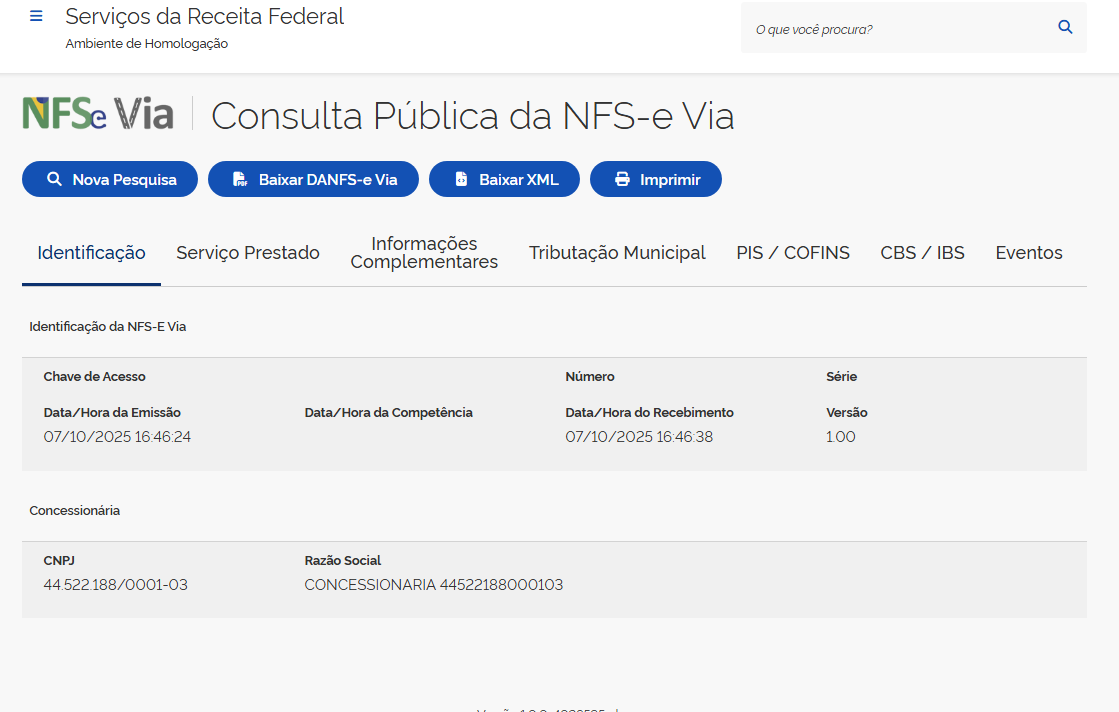 Serviços da Receita Federal
Ambiente de Homologação
O que você procura?
NFSe Via
Consulta Pública da NFS-e Via
Nova Pesquisa
Baixar DANFS-e Via
Baixar XML
Imprimir
Identificação
Serviço Prestado
Informações
Complementares
Tributação Municipal
PIS / COFINS
CBS / IBS
Eventos
Identificação da NFS-E Via
Chave de Acesso
Número
Série
Data/Hora da Emissão
Data/Hora da Competência
Data/Hora do Recebimento
Versão
07/10/2025 16:46:24
07/10/2025 16:46:38
1.00
Concessionária
CNPJ
Razão Social
44.522.188/0001-03
CONCESSIONARIA 44522188000103